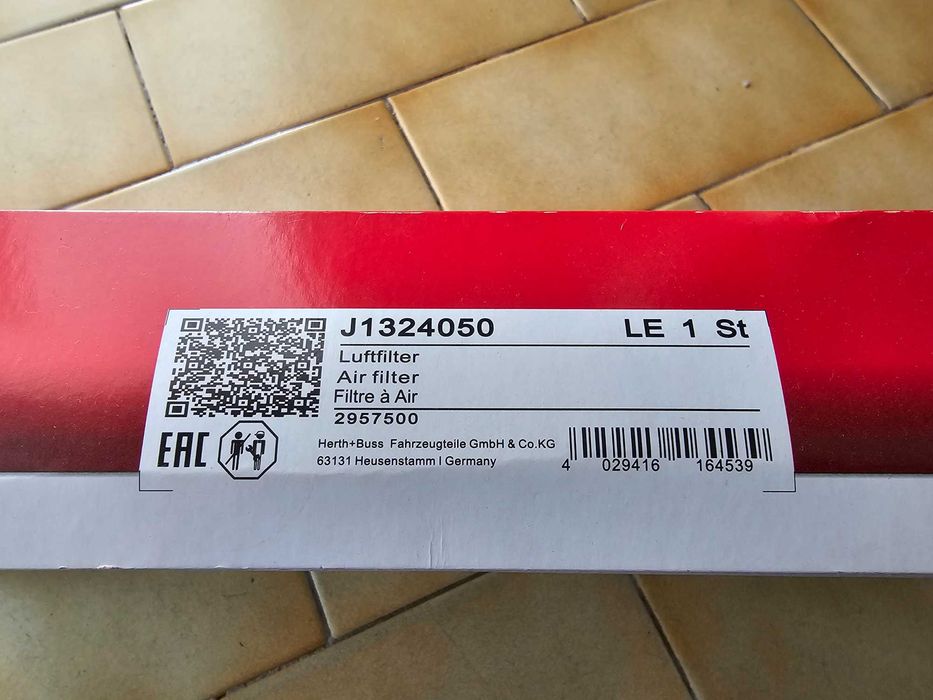 J1324050 LE 1 St
Luftfilter
Air filter
Filtre à Air
2957500
EAC
Herth+Buss Fahrzeugteile GmbH & Co.KG
63131 Heusenstamm I Germany
4 029416 164539